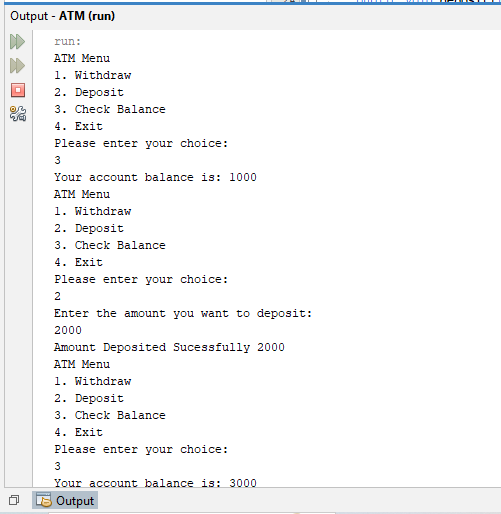 Output - ATM (run)
run:
ATM Menu
1. Withdraw
2. Deposit
3. Check Balance
4. Exit
Please enter your choice:
3
Your account balance is: 1000
ATM Menu
1. Withdraw
2. Deposit
3. Check Balance
4. Exit
Please enter your choice:
2
Enter the amount you want to deposit:
2000
Amount Deposited Sucessfully 2000
ATM Menu
1. Withdraw
2. Deposit
3. Check Balance
4. Exit
Please enter your choice:
3
Your account balance is: 3000
Output